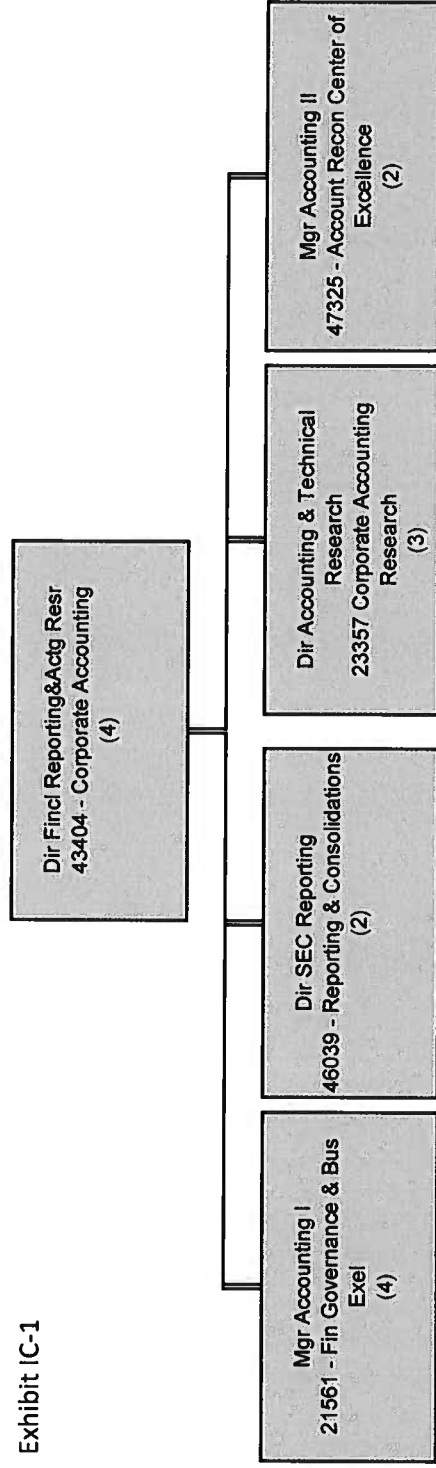 Exhibit IC-1
Dir Fincl Reporting&Actg Resr
43404 - Corporate Accounting
(4)
Mgr Accounting I
21561 - Fin Governance & Bus
Exel
(4)
Dir SEC Reporting
46039 - Reporting & Consolidations
(2)
Dir Accounting & Technical
Research
23357 Corporate Accounting
Research
(3)
Mgr Accounting II
47325 - Account Recon Center of
Excellence
(2)